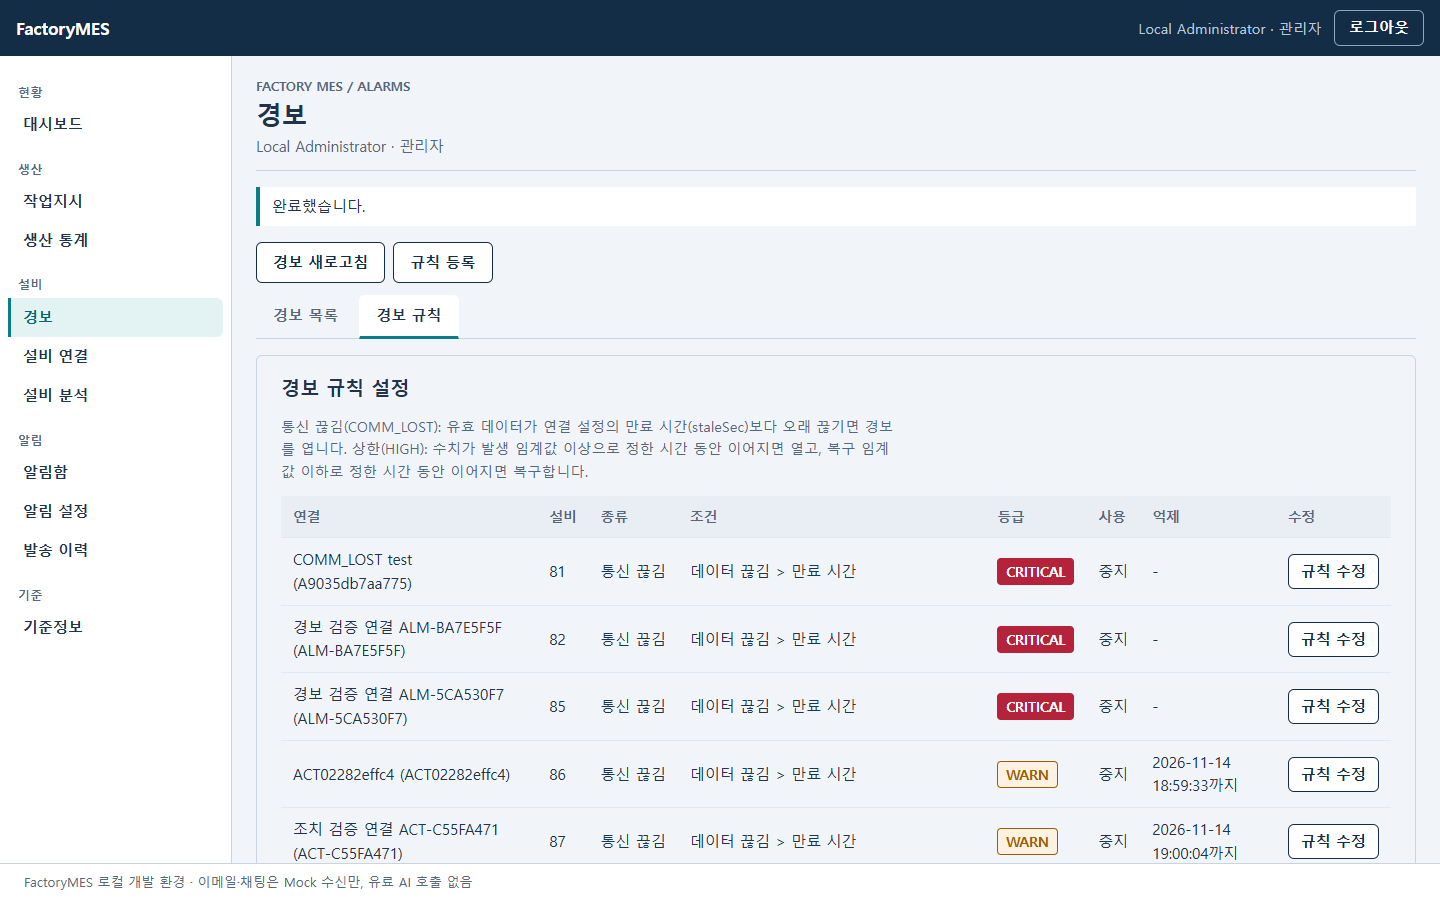 FactoryMES
Local Administrator · 관리자
로그아웃
현황
대시보드
생산
작업지시
생산 통계
설비
경보
설비 연결
설비 분석
알림
알림함
알림 설정
발송 이력
기준
기준정보
FACTORY MES / ALARMS
경보
Local Administrator · 관리자
완료했습니다.
경보 새로고침
규칙 등록
경보 목록
경보 규칙
경보 규칙 설정
통신 끊김(COMM_LOST): 유효 데이터가 연결 설정의 만료 시간(staleSec)보다 오래 끊기면 경보
를 엽니다. 상한(HIGH): 수치가 발생 임계값 이상으로 정한 시간 동안 이어지면 열고, 복구 임계
값 이하로 정한 시간 동안 이어지면 복구합니다.
연결 설비 종류 조건 등급 사용 억제 수정
COMM_LOST test
(A9035db7aa775)
81 통신 끊김 데이터 끊김 > 만료 시간 CRITICAL 중지 - 규칙 수정
경보 검증 연결 ALM-BA7E5F5F
(ALM-BA7E5F5F)
82 통신 끊김 데이터 끊김 > 만료 시간 CRITICAL 중지 - 규칙 수정
경보 검증 연결 ALM-5CA530F7
(ALM-5CA530F7)
85 통신 끊김 데이터 끊김 > 만료 시간 CRITICAL 중지 - 규칙 수정
ACT02282effc4 (ACT02282effc4) 86 통신 끊김 데이터 끊김 > 만료 시간 WARN 중지
2026-11-14
18:59:33까지
규칙 수정
조치 검증 연결 ACT-C55FA471
(ACT-C55FA471)
87 통신 끊김 데이터 끊김 > 만료 시간 WARN 중지
2026-11-14
19:00:04까지
규칙 수정
FactoryMES 로컬 개발 환경 · 이메일·채팅은 Mock 수신만, 유료 AI 호출 없음